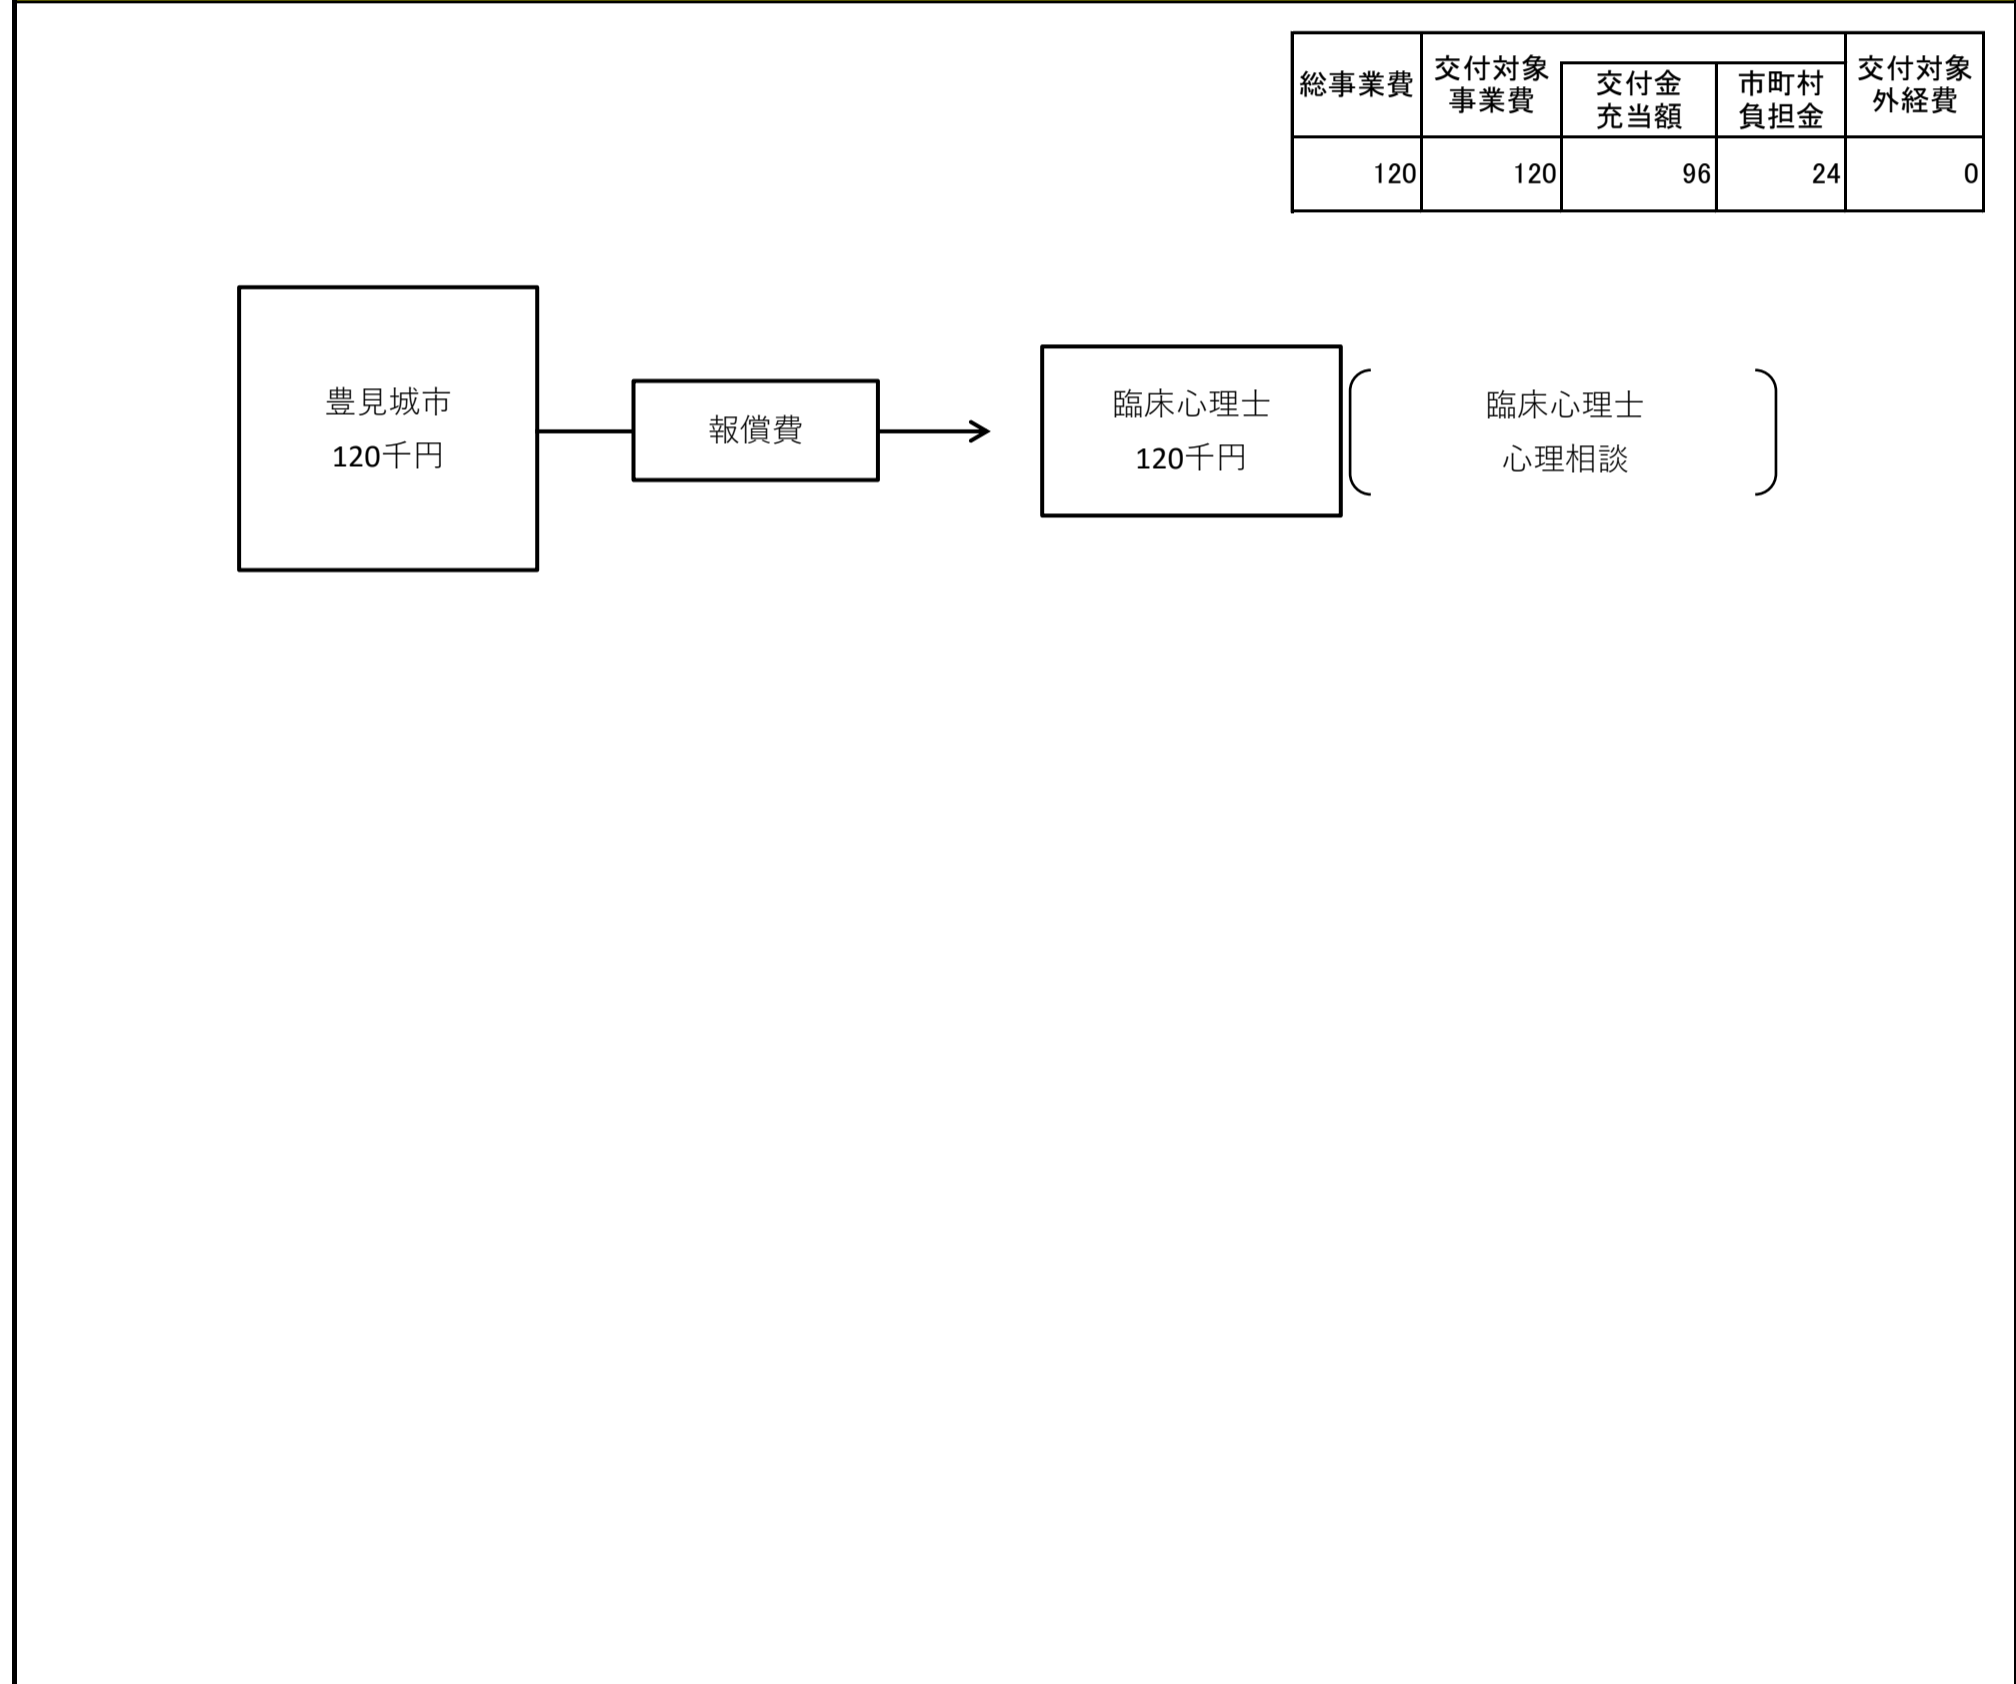 総事業費
交付対象
事業費
交付金
充当額
市町村
負担金
交付対象
外経費
120
120
96
24
0
豊見城市
120千円
報償費
臨床心理士
120千円
臨床心理士
心理相談